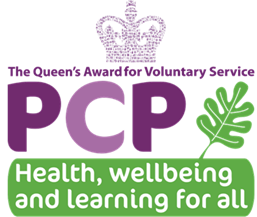 The Queen's Award for Voluntary Service
PCP
Health, wellbeing
and learning for all